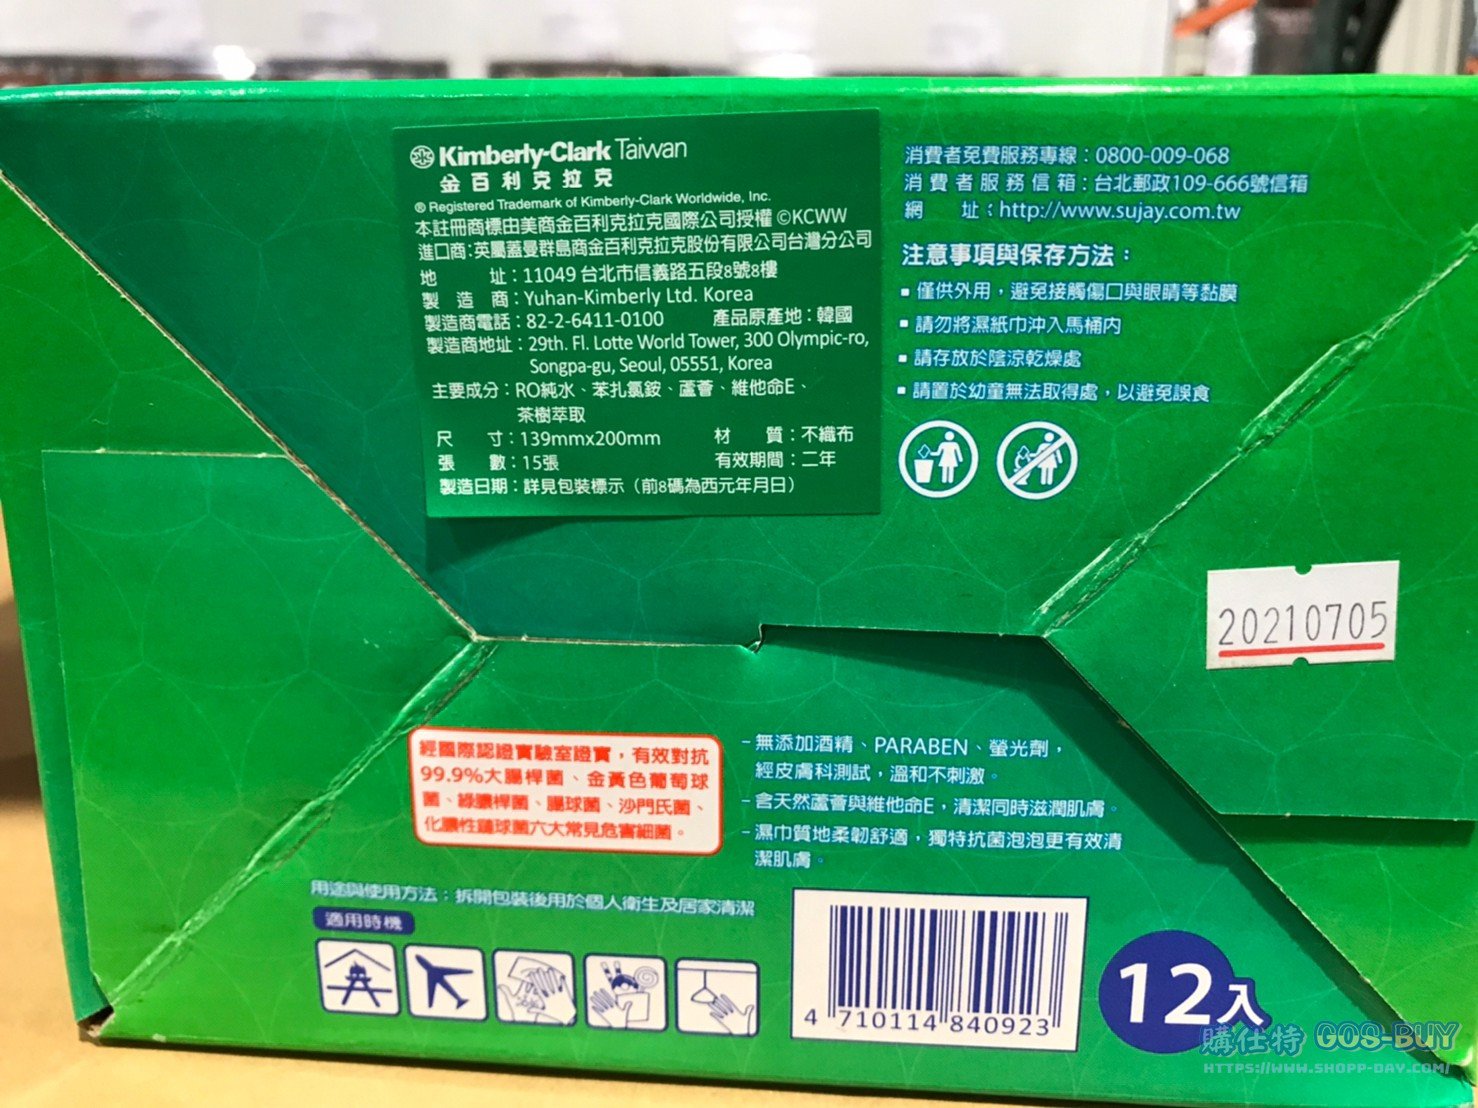 Kimberly-Clark Taiwan
金百利克拉克
® Registered Trademark of Kimberly-Clark Worldwide, Inc.
本註冊商標由美商金百利克拉克國際公司授權 ©KCWW
進口商:英屬蓋曼群島商金百利克拉克股份有限公司台灣分公司
地 址：11049 台北市信義路五段8號8樓
製 造 商：Yuhan-Kimberly Ltd. Korea
製造商電話：82-2-6411-0100 產品原產地：韓國
製造商地址：29th. Fl. Lotte World Tower, 300 Olympic-ro,
Songpa-gu, Seoul, 05551, Korea
主要成分：RO純水、苯扎氯銨、蘆薈、維他命E、
茶樹萃取
尺 寸：139mmx200mm 材 質：不織布
張 數：15張 有效期間：二年
製造日期：詳見包裝標示（前8碼為西元年月日）
消費者免費服務專線：0800-009-068
消費者服務信箱：台北郵政109-666號信箱
網 址：http://www.sujay.com.tw
注意事項與保存方法：
▪ 僅供外用，避免接觸傷口與眼睛等黏膜
▪ 請勿將濕紙巾沖入馬桶內
▪ 請存放於陰涼乾燥處
▪ 請置於幼童無法取得處，以避免誤食
20210705
經國際認證實驗室證實，有效對抗
99.9%大腸桿菌、金黃色葡萄球
菌、綠膿桿菌、腸球菌、沙門氏菌、
化膿性鏈球菌六大常見危害細菌。
－無添加酒精、PARABEN、螢光劑，
經皮膚科測試，溫和不刺激。
－含天然蘆薈與維他命E，清潔同時滋潤肌膚。
－濕巾質地柔韌舒適，獨特抗菌泡泡更有效清
潔肌膚。
用途與使用方法：拆開包裝後用於個人衛生及居家清潔
適用時機
4 710114 840923
12入
購仕特 GOS-BUY
HTTPS://WWW.SHOPP-DAY.COM/